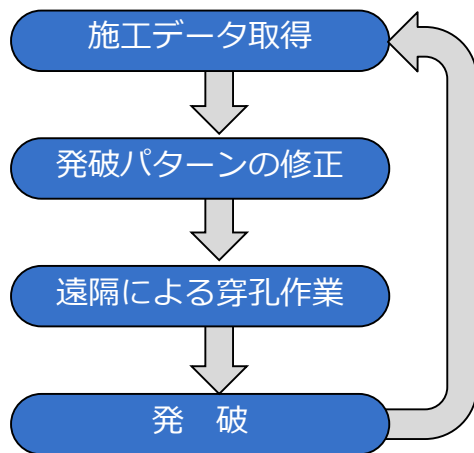 施工データ取得
発破パターンの修正
遠隔による穿孔作業
発　破